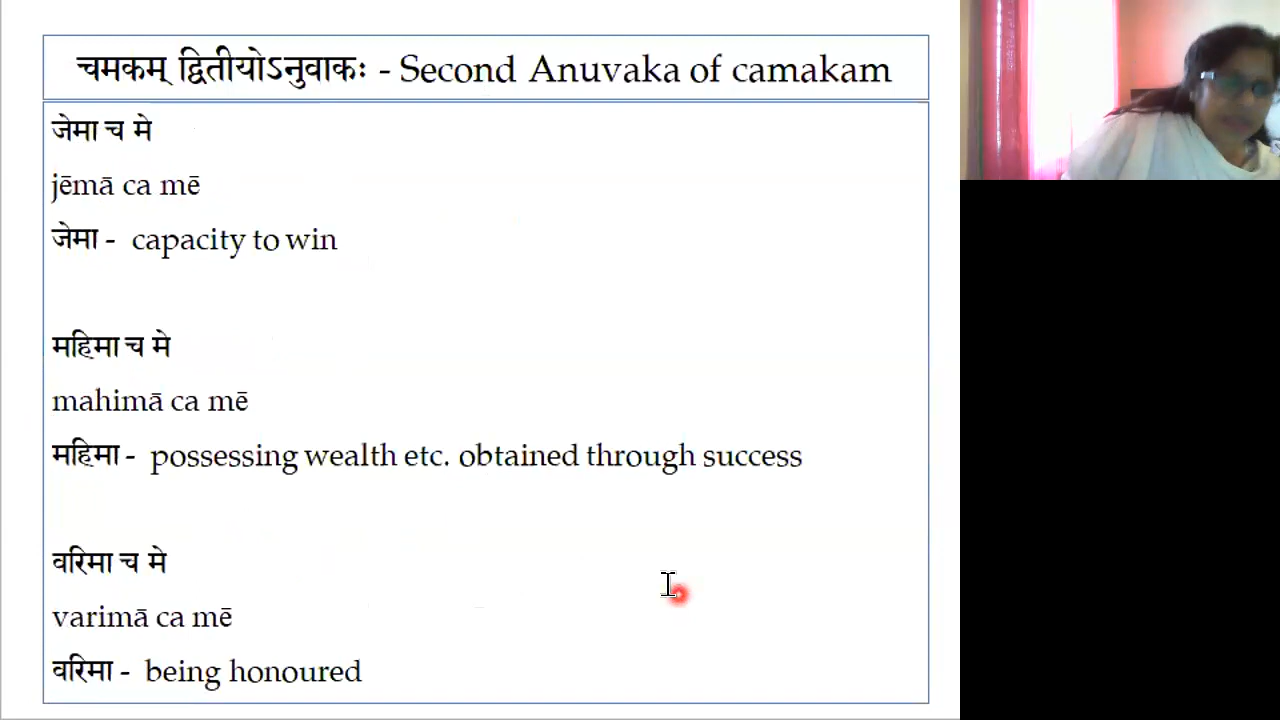 चमकम् द्वितीयोऽनुवाकः - Second Anuvaka of camakam
जेमा च मे
jēmā ca mē
जेमा - capacity to win
महिमा च मे
mahimā ca mē
महिमा - possessing wealth etc. obtained through success
वरिमा च मे
varimā ca mē
वरिमा - being honoured